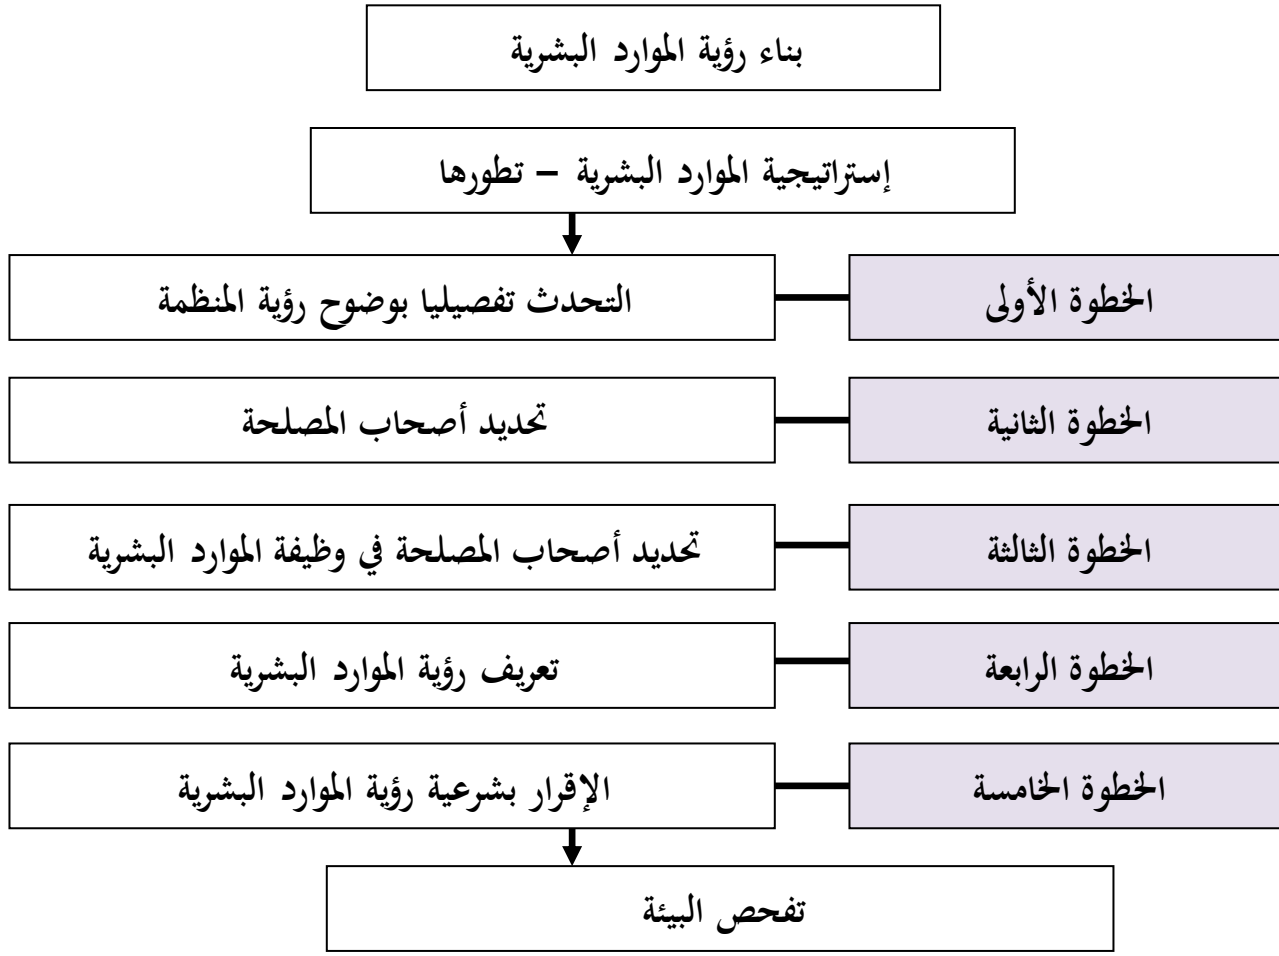 بناء رؤية الموارد البشرية
إستراتيجية الموارد البشرية – تطورها
الخطوة الأولى
التحدث تفصيليا بوضوح رؤية المنظمة
الخطوة الثانية
تحديد أصحاب المصلحة
الخطوة الثالثة
تحديد أصحاب المصلحة في وظيفة الموارد البشرية
الخطوة الرابعة
تعريف رؤية الموارد البشرية
الخطوة الخامسة
الإقرار بشرعية رؤية الموارد البشرية
تفحص البيئة